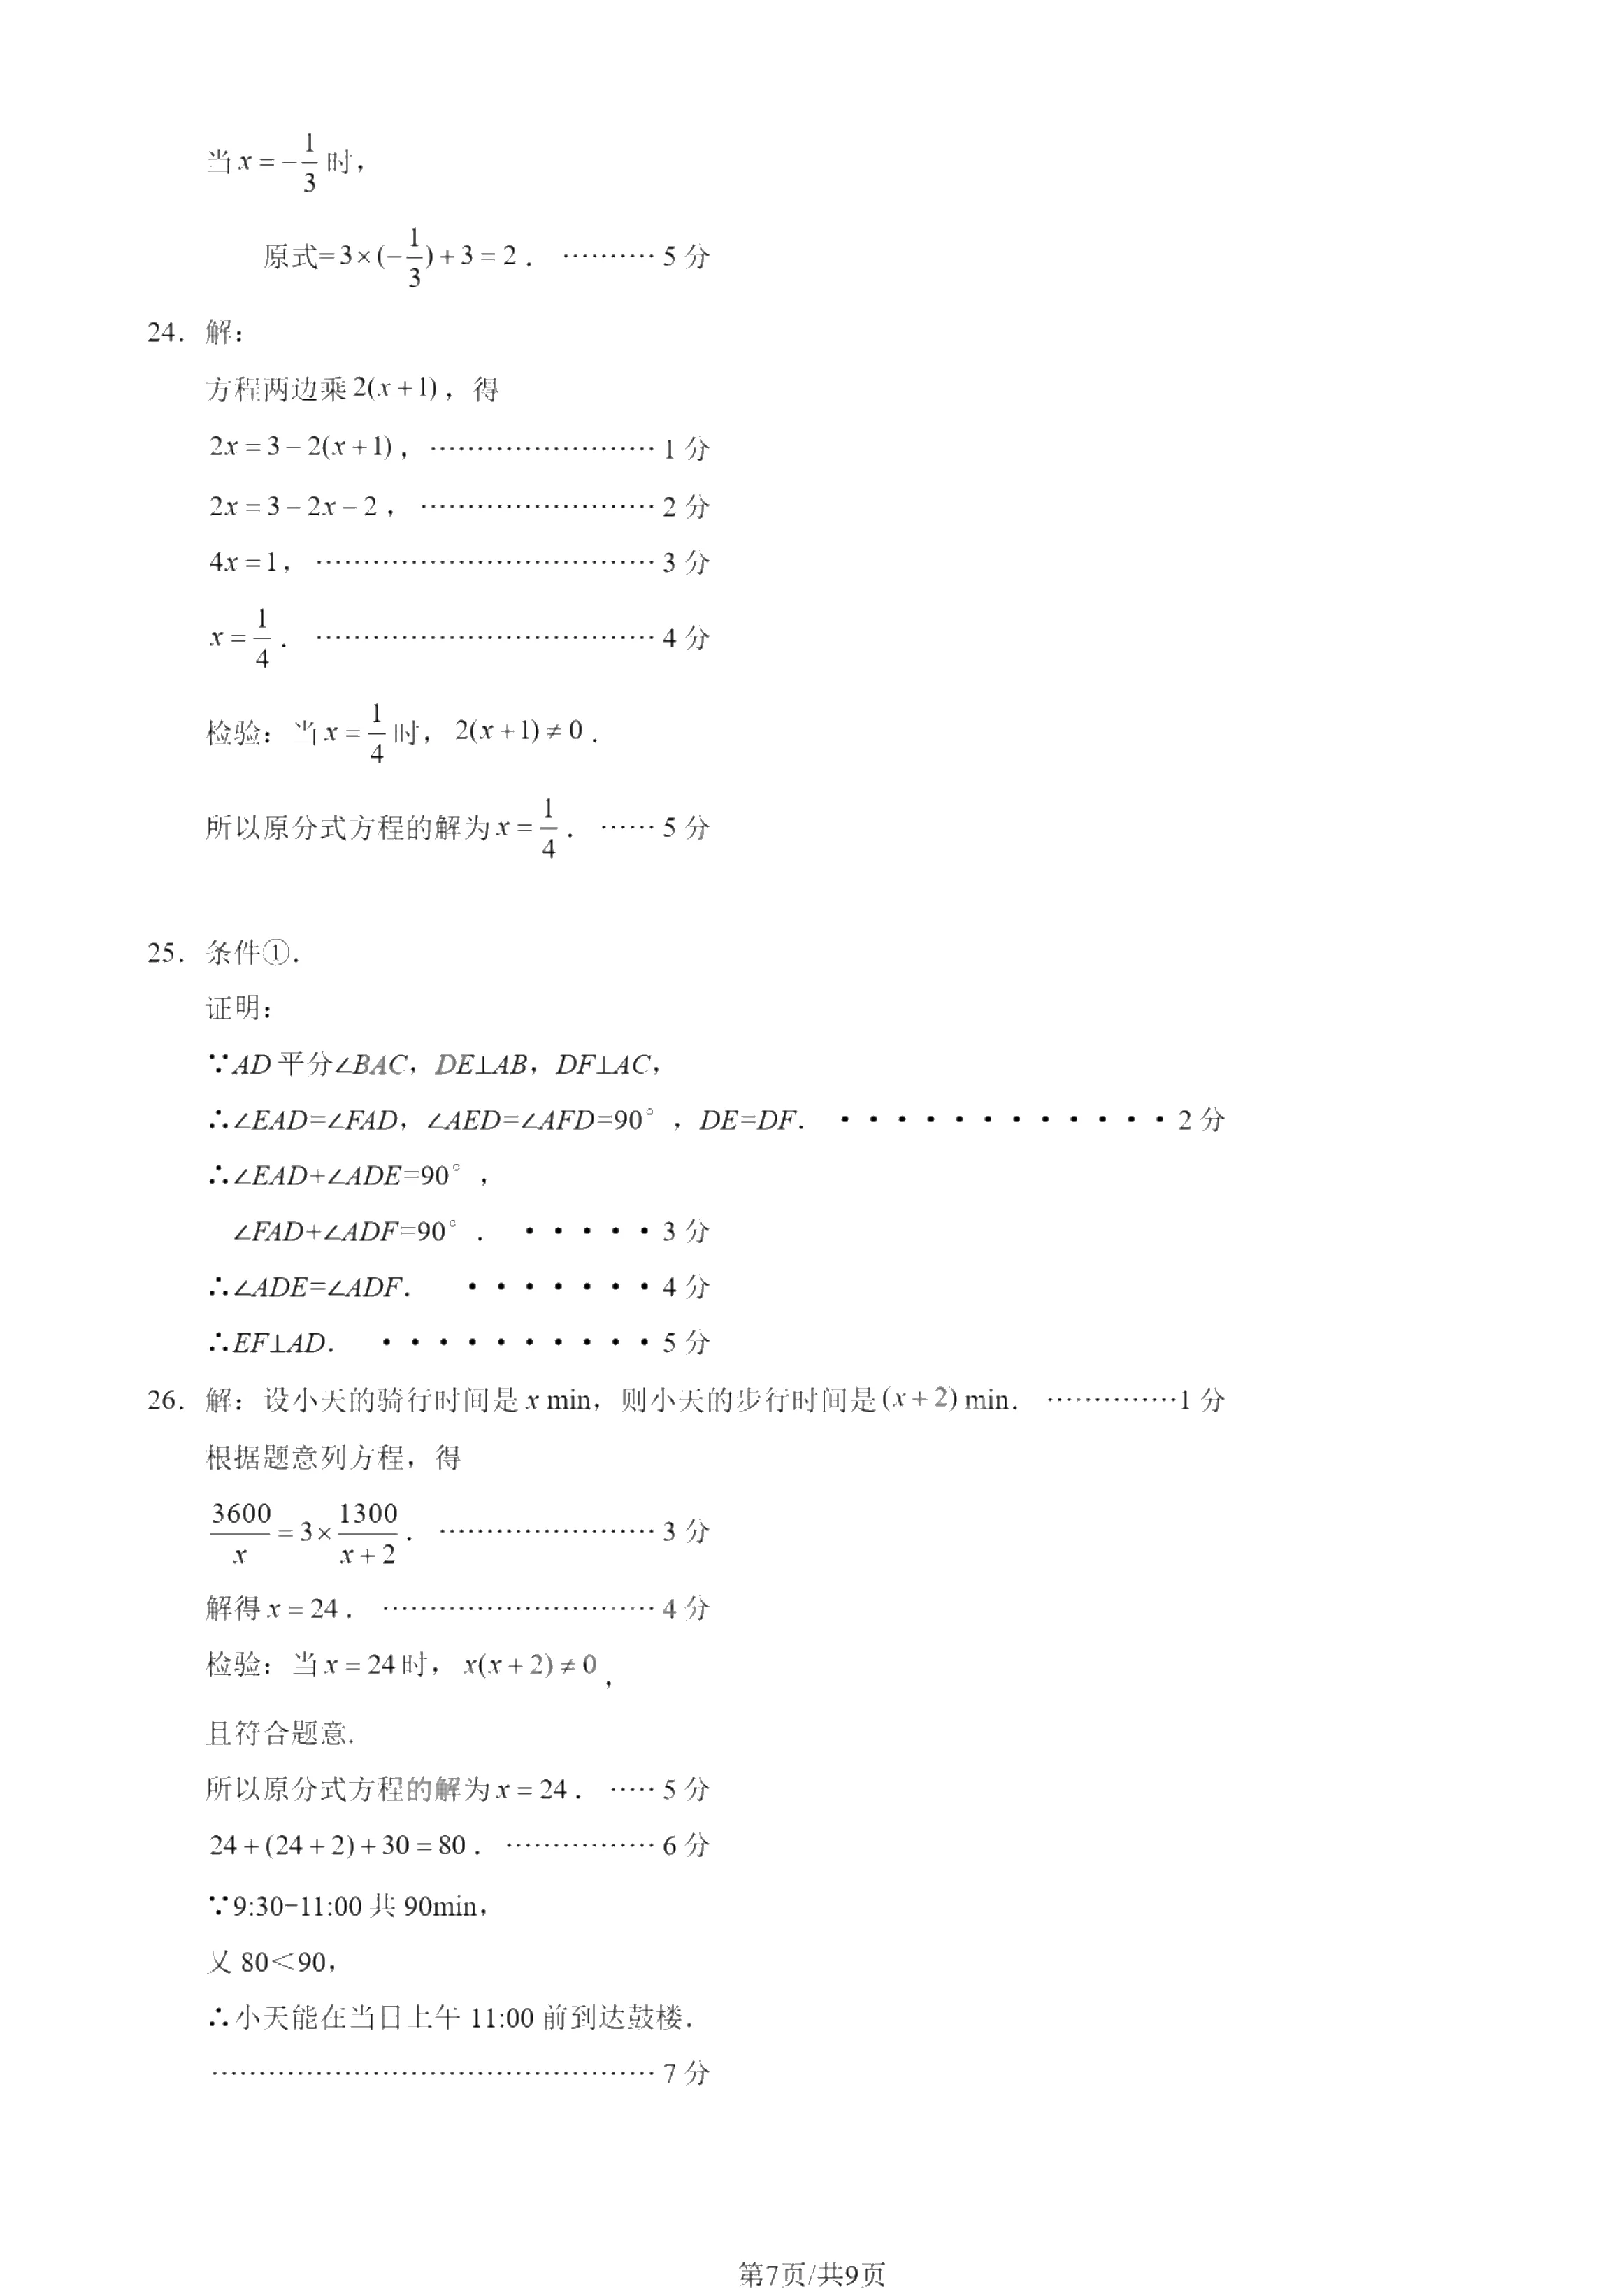 当 x = -1/3 时，
原式= 3×(-1/3)+3 = 2． ·········· 5 分
24．解：
方程两边乘 2(x+1)，得
2x = 3-2(x+1)， ························ 1 分
2x = 3-2x-2， ························· 2 分
4x = 1， ···································· 3 分
x = 1/4． ···································· 4 分
检验：当 x = 1/4 时， 2(x+1) ≠ 0．
所以原分式方程的解为 x = 1/4． ······ 5 分
25．条件①.
证明：
∵AD 平分∠BAC，DE⊥AB，DF⊥AC，
∴∠EAD=∠FAD，∠AED=∠AFD=90°，DE=DF． ············ 2 分
∴∠EAD+∠ADE=90°，
∠FAD+∠ADF=90°． ····· 3 分
∴∠ADE=∠ADF． ······· 4 分
∴EF⊥AD． ·········· 5 分
26．解：设小天的骑行时间是 x min，则小天的步行时间是 (x+2) min． ··············1 分
根据题意列方程，得
3600/x = 3×1300/(x+2)． ······················· 3 分
解得 x = 24． ····························· 4 分
检验：当 x = 24 时， x(x+2) ≠ 0，
且符合题意.
所以原分式方程的解为 x = 24． ····· 5 分
24+(24+2)+30 = 80． ················ 6 分
∵9:30-11:00 共 90min，
又 80＜90，
∴小天能在当日上午 11:00 前到达鼓楼．
··············································· 7 分
第7页/共9页